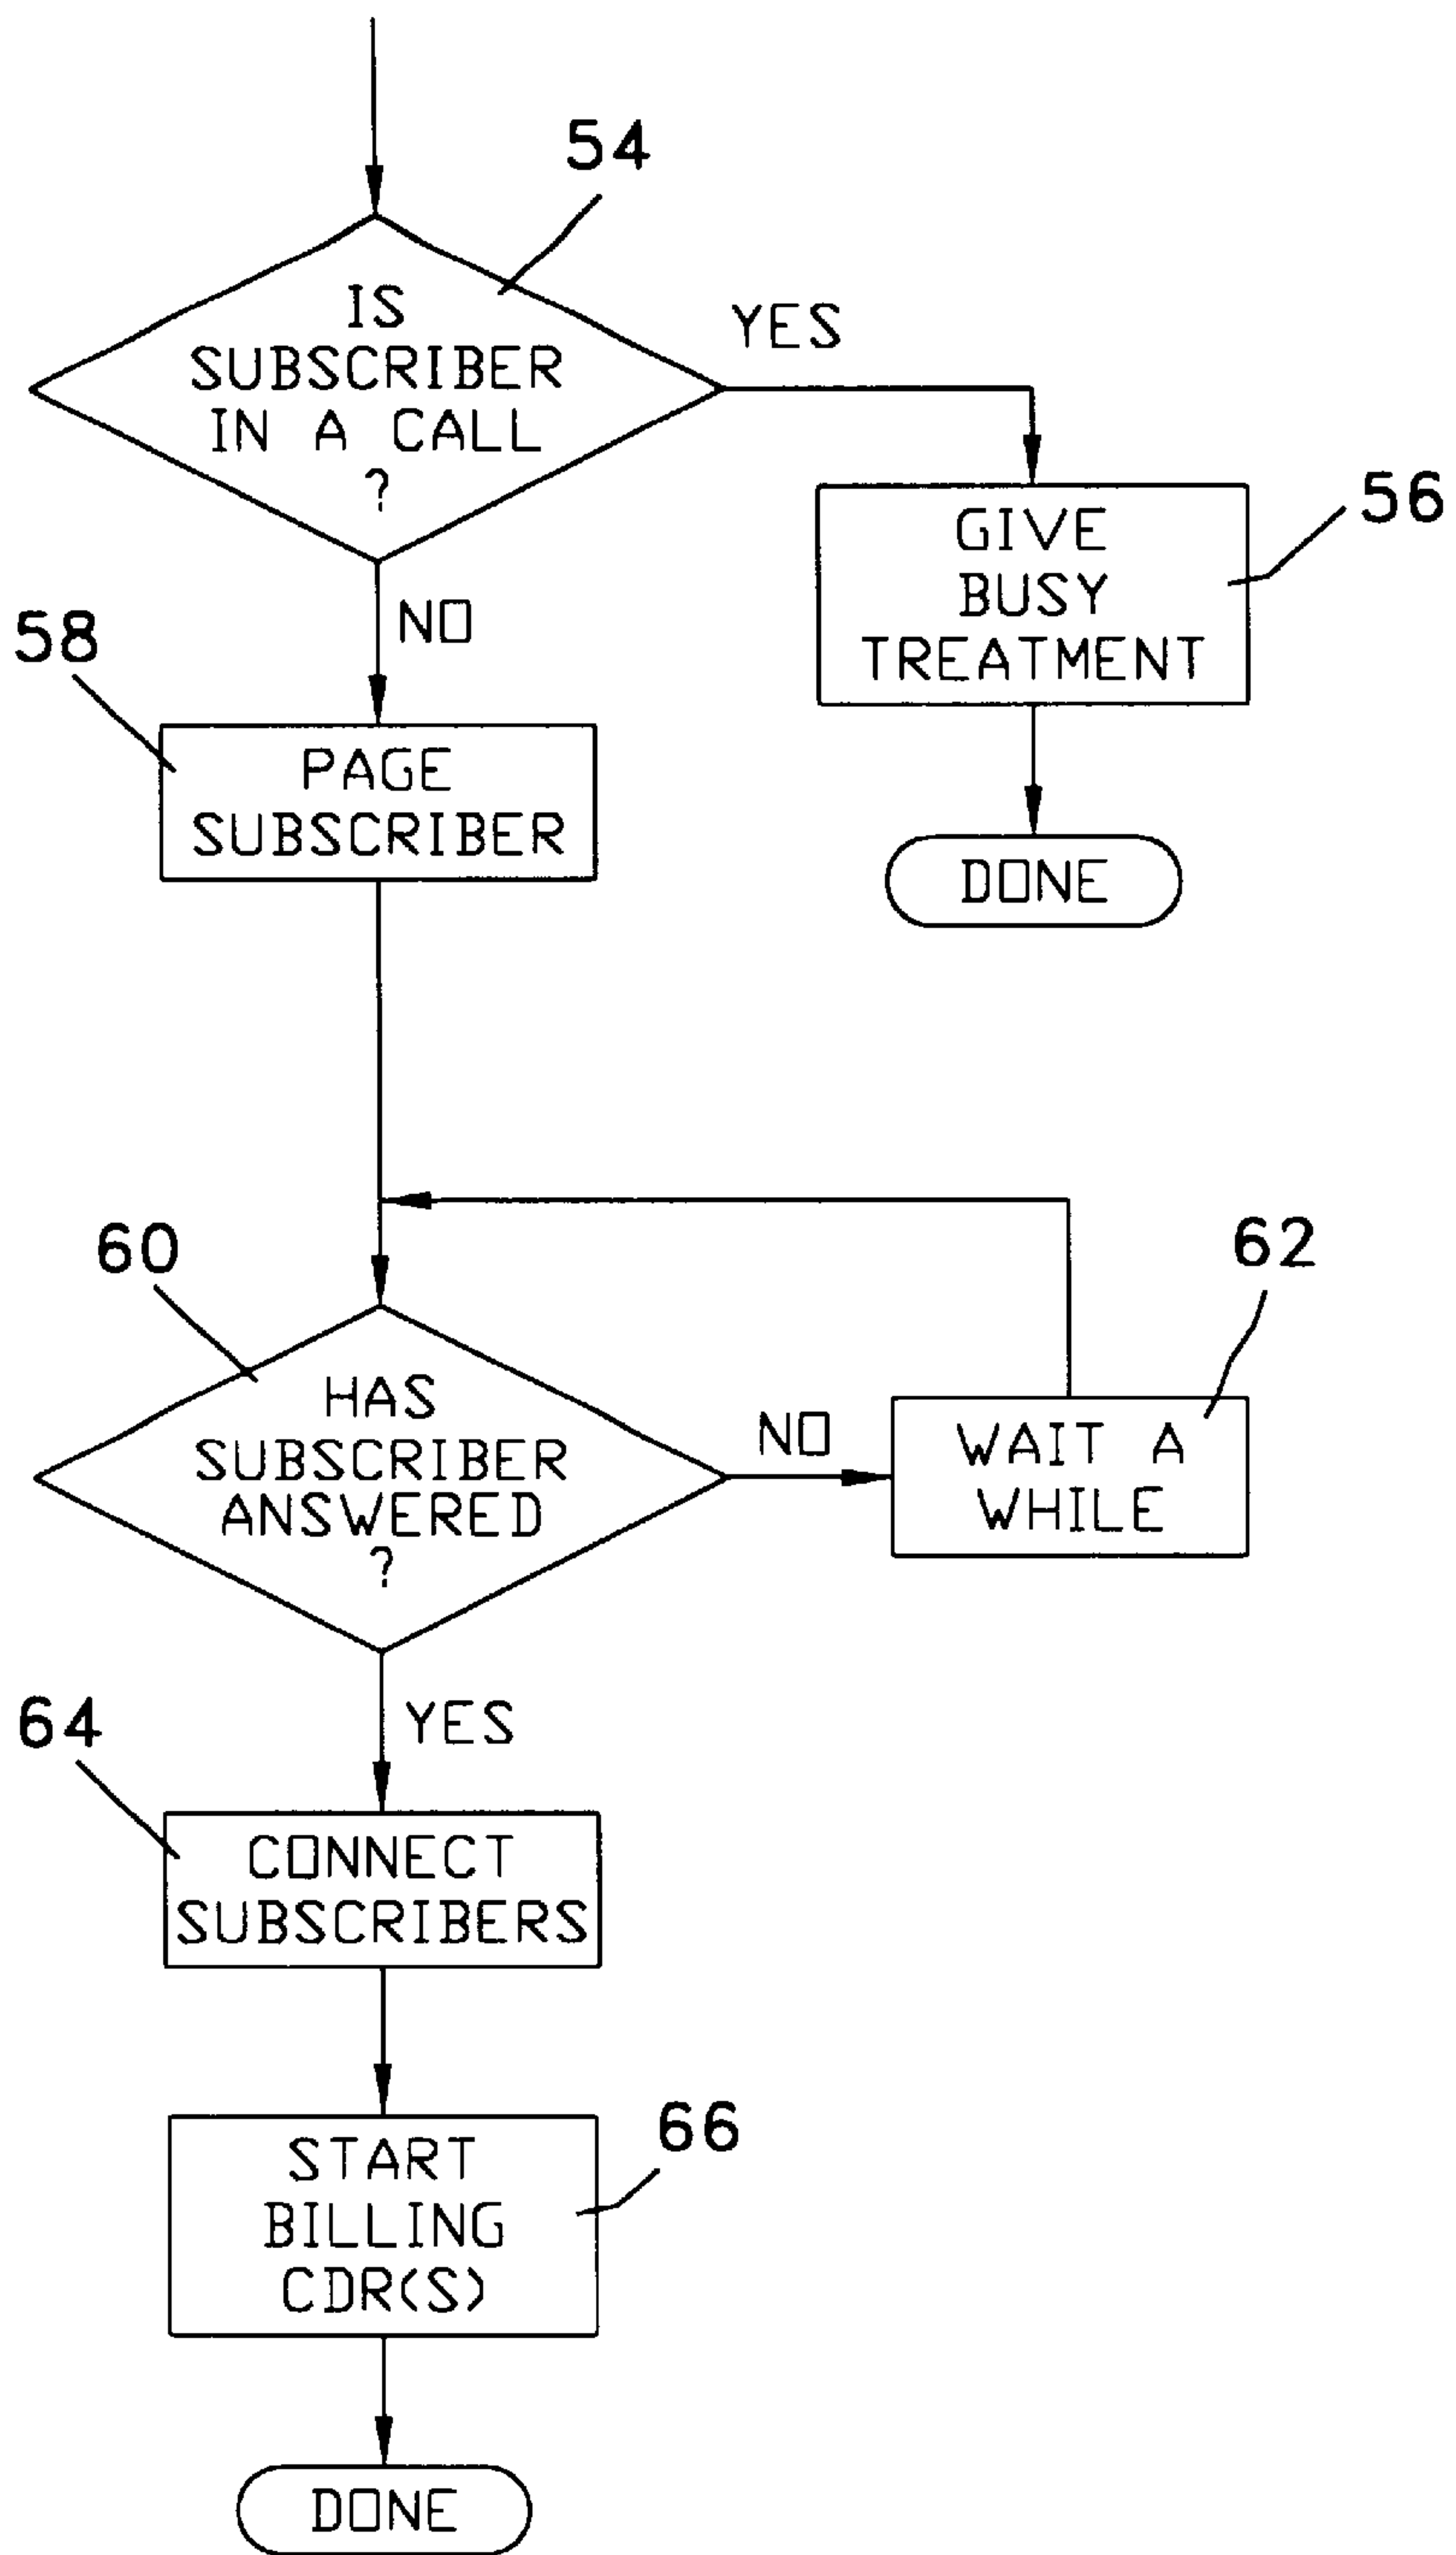 54
IS
SUBSCRIBER
IN A CALL
?
YES
56
GIVE
BUSY
TREATMENT
DONE
NO
58
PAGE
SUBSCRIBER
60
HAS
SUBSCRIBER
ANSWERED
?
NO
62
WAIT A
WHILE
YES
64
CONNECT
SUBSCRIBERS
66
START
BILLING
CDR(S)
DONE